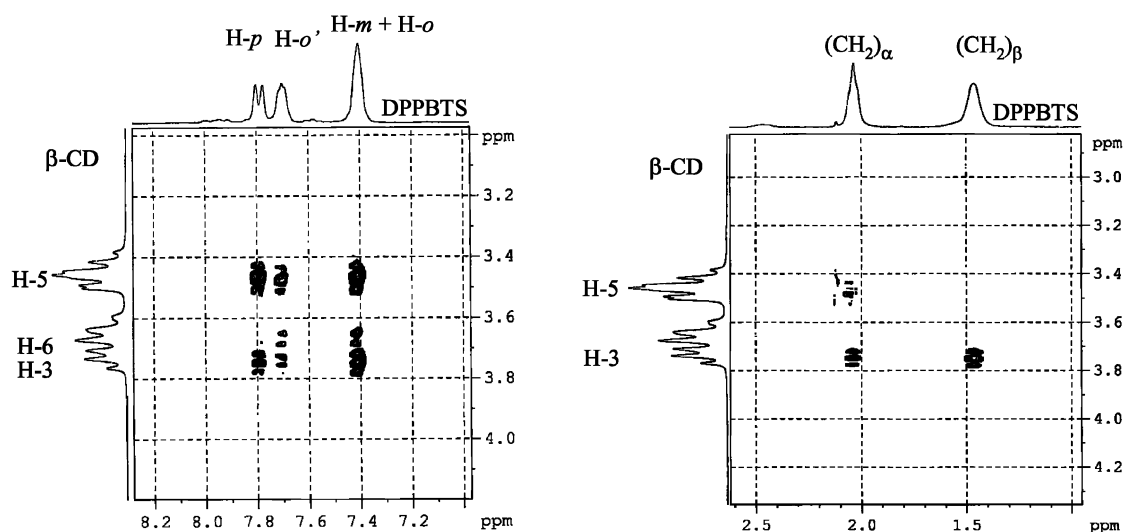 H-p H-o' H-m + H-o
DPPBTS
ppm
β-CD
3.2
3.4
H-5
3.6
H-6
H-3
3.8
4.0
8.2 8.0 7.8 7.6 7.4 7.2 ppm
(CH2)α (CH2)β
DPPBTS
ppm
β-CD
3.0
3.2
3.4
H-5
3.6
H-3
3.8
4.0
4.2
2.5 2.0 1.5 ppm